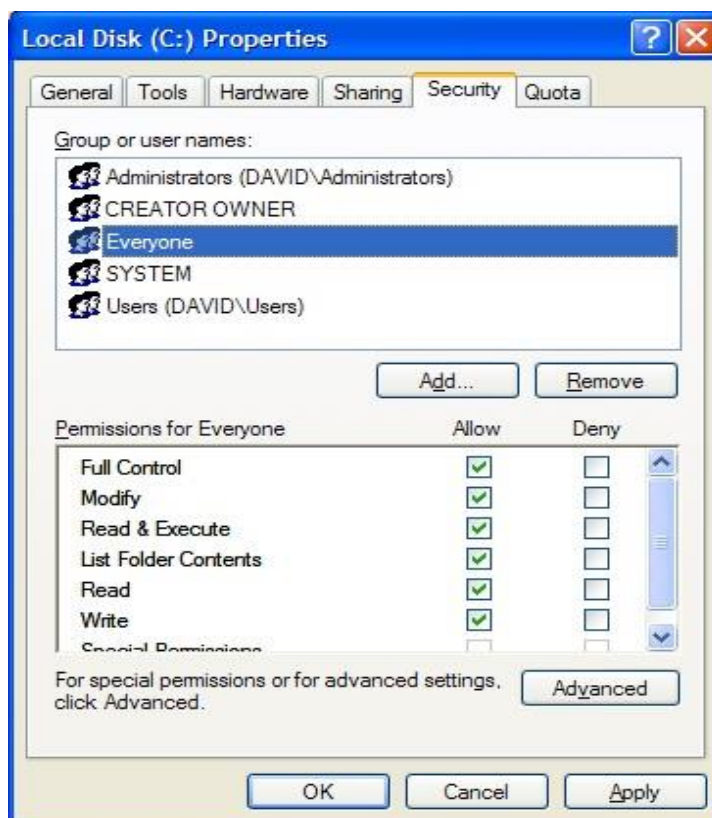 Local Disk (C:) Properties
General Tools Hardware Sharing Security Quota
Group or user names:
Administrators (DAVID\Administrators)
CREATOR OWNER
Everyone
SYSTEM
Users (DAVID\Users)
Add... Remove
Permissions for Everyone Allow Deny
Full Control
Modify
Read & Execute
List Folder Contents
Read
Write
Special Permissions
For special permissions or for advanced settings,
click Advanced.
Advanced
OK Cancel Apply